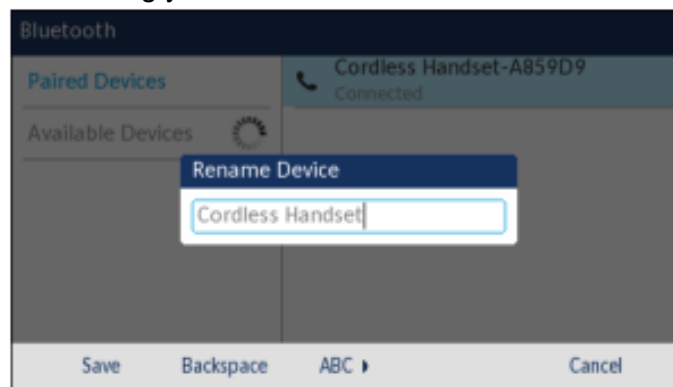 Bluetooth
Paired Devices
Cordless Handset-A859D9
Connected
Available Devices
Rename Device
Cordless Handset
Save Backspace ABC Cancel